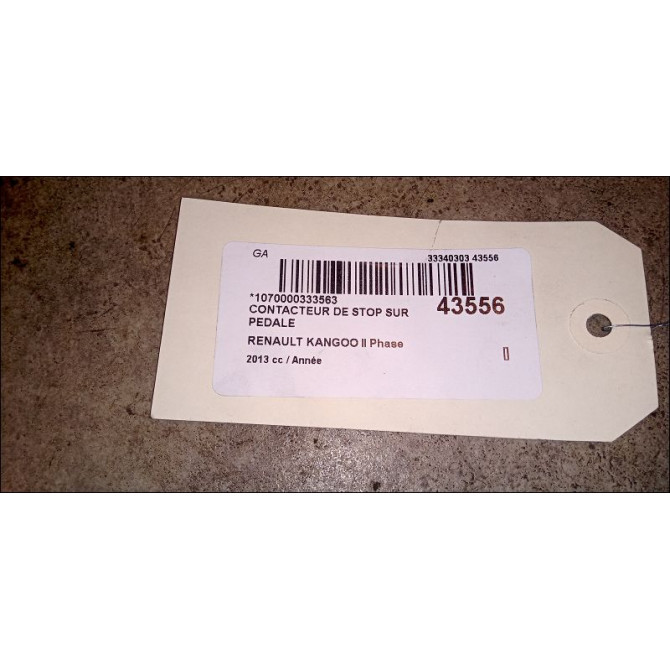 GA
33340303 43556
*1070000333563
43556
CONTACTEUR DE STOP SUR
PEDALE
RENAULT KANGOO II Phase
2013 cc / Année